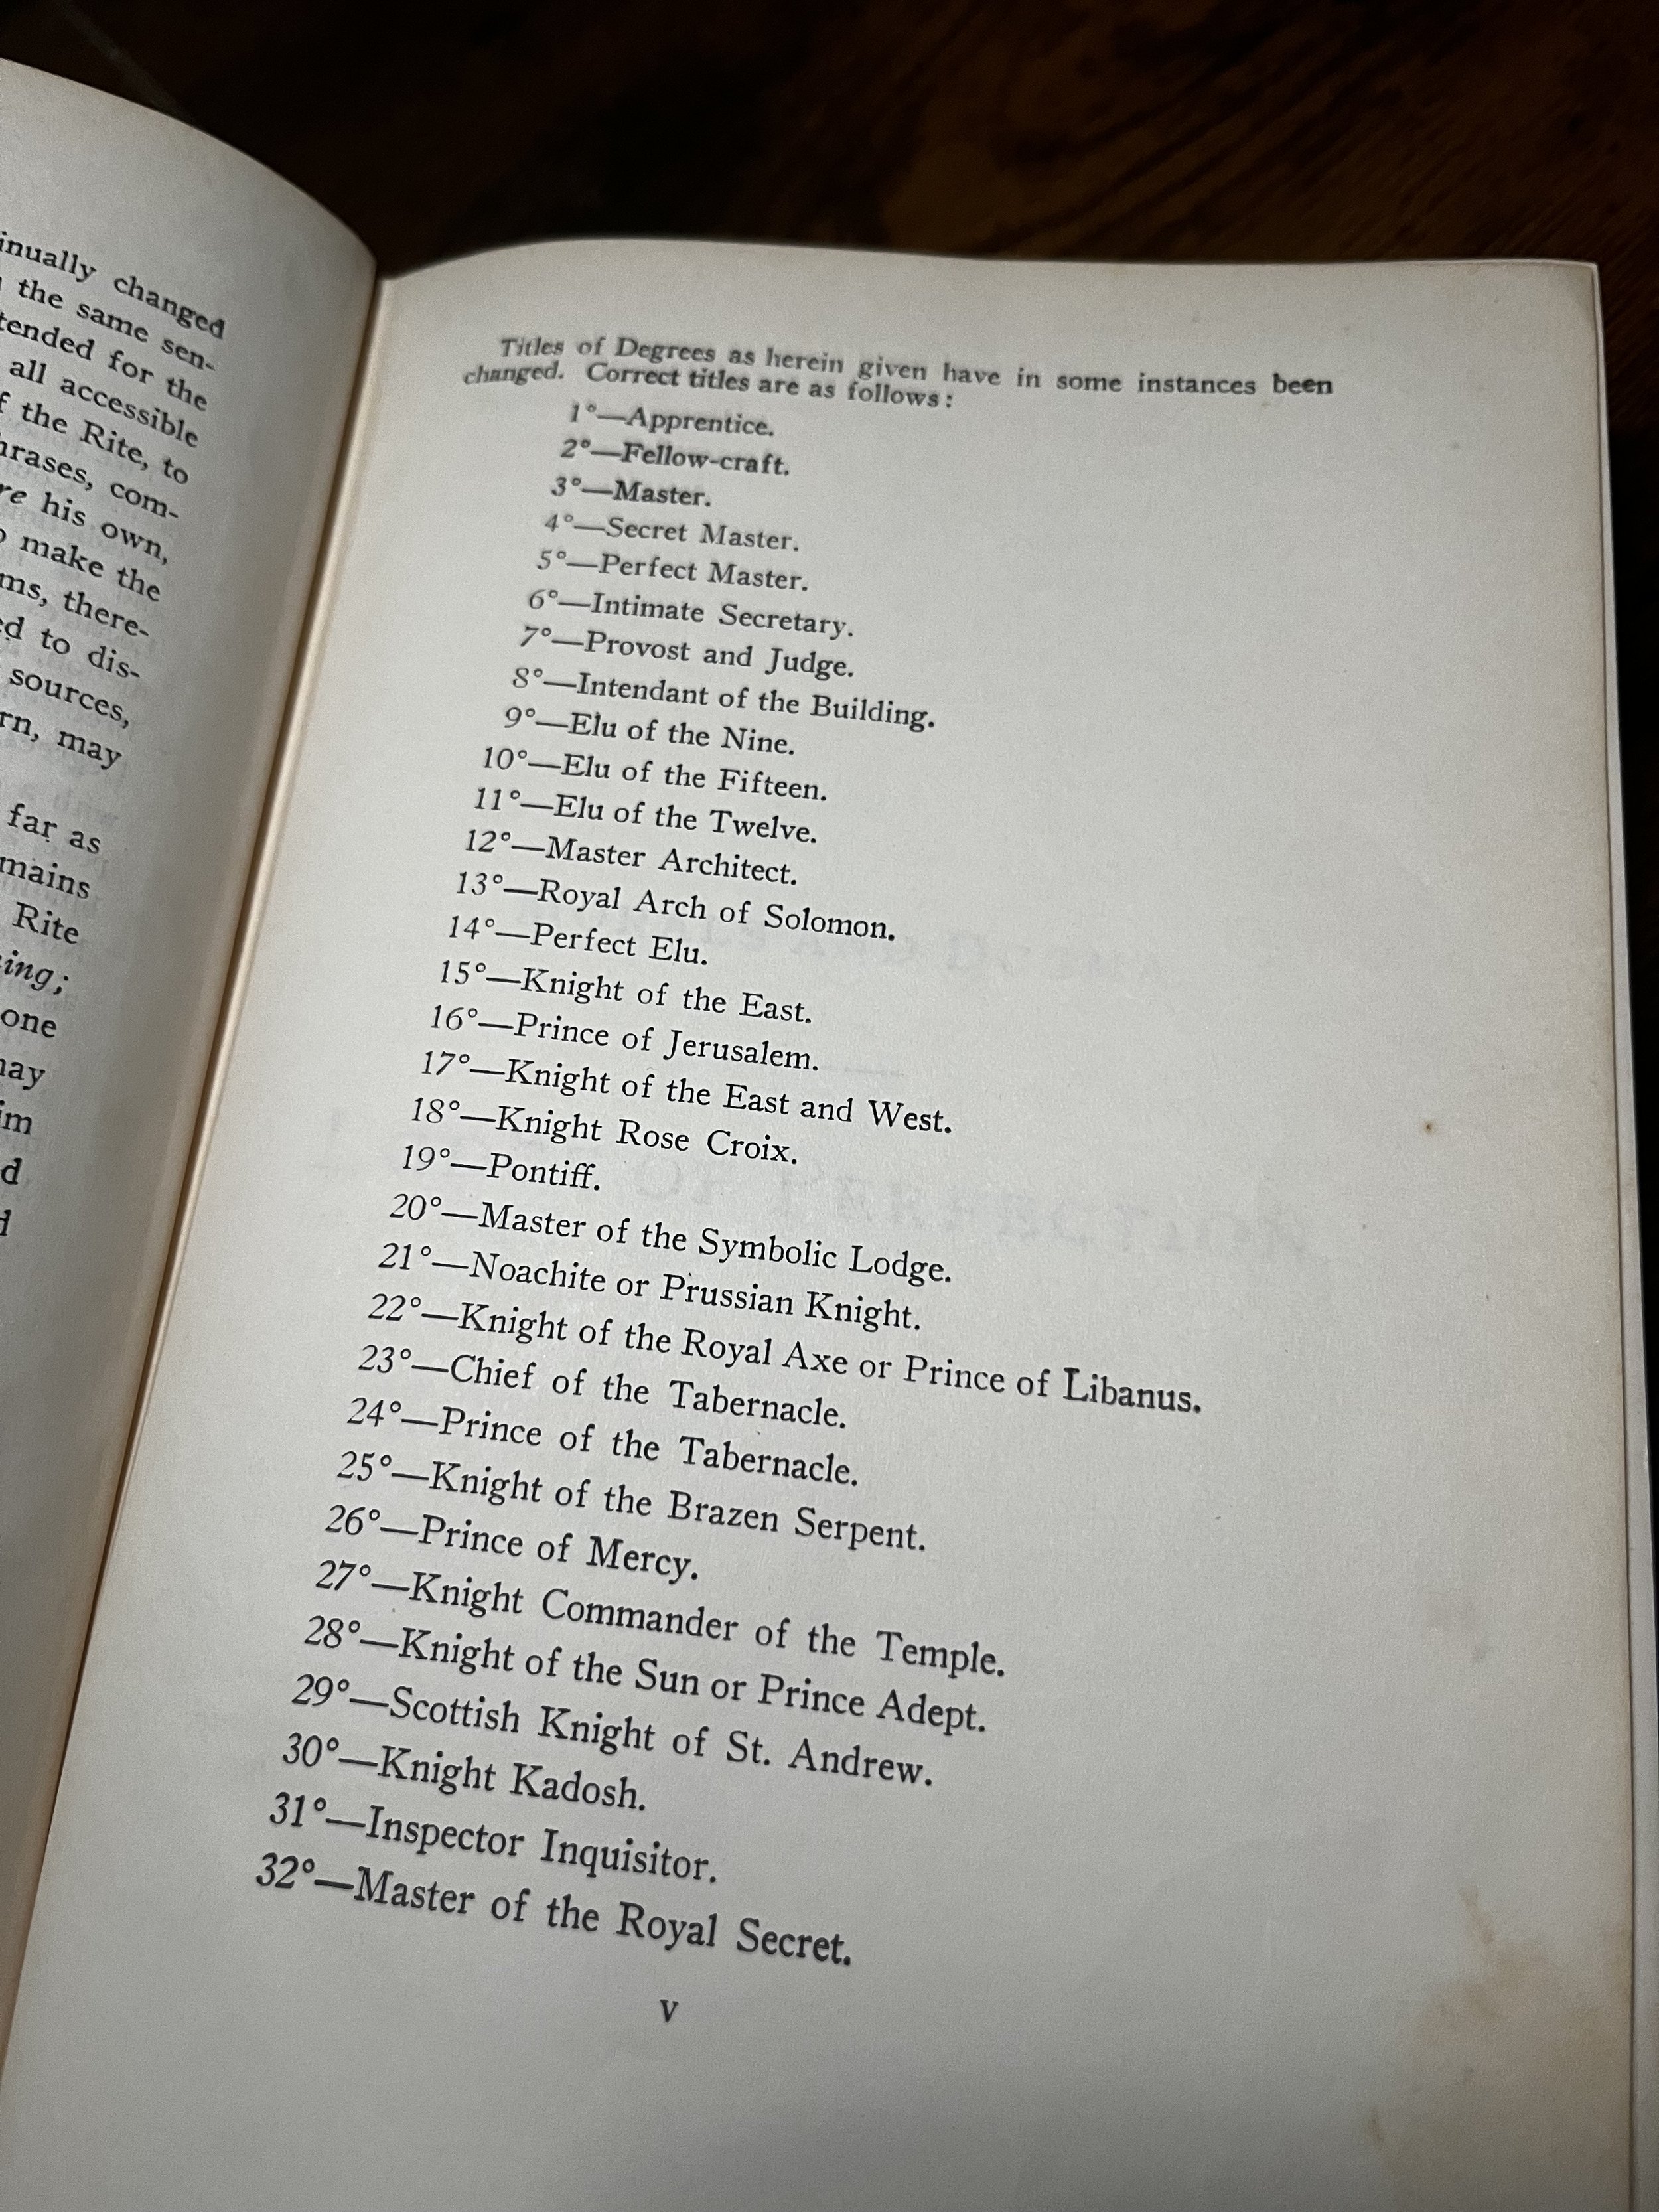 inually changed
the same sen-
tended for the
all accessible
f the Rite, to
hrases, com-
re his own,
o make the
ms, there-
ed to dis-
sources,
rn, may
far as
mains
Rite
ing;
one
may
im
d
d
Titles of Degrees as herein given have in some instances been
changed. Correct titles are as follows:
1°—Apprentice.
2°—Fellow-craft.
3°—Master.
4°—Secret Master.
5°—Perfect Master.
6°—Intimate Secretary.
7°—Provost and Judge.
8°—Intendant of the Building.
9°—Elu of the Nine.
10°—Elu of the Fifteen.
11°—Elu of the Twelve.
12°—Master Architect.
13°—Royal Arch of Solomon.
14°—Perfect Elu.
15°—Knight of the East.
16°—Prince of Jerusalem.
17°—Knight of the East and West.
18°—Knight Rose Croix.
19°—Pontiff.
20°—Master of the Symbolic Lodge.
21°—Noachite or Prussian Knight.
22°—Knight of the Royal Axe or Prince of Libanus.
23°—Chief of the Tabernacle.
24°—Prince of the Tabernacle.
25°—Knight of the Brazen Serpent.
26°—Prince of Mercy.
27°—Knight Commander of the Temple.
28°—Knight of the Sun or Prince Adept.
29°—Scottish Knight of St. Andrew.
30°—Knight Kadosh.
31°—Inspector Inquisitor.
32°—Master of the Royal Secret.
v